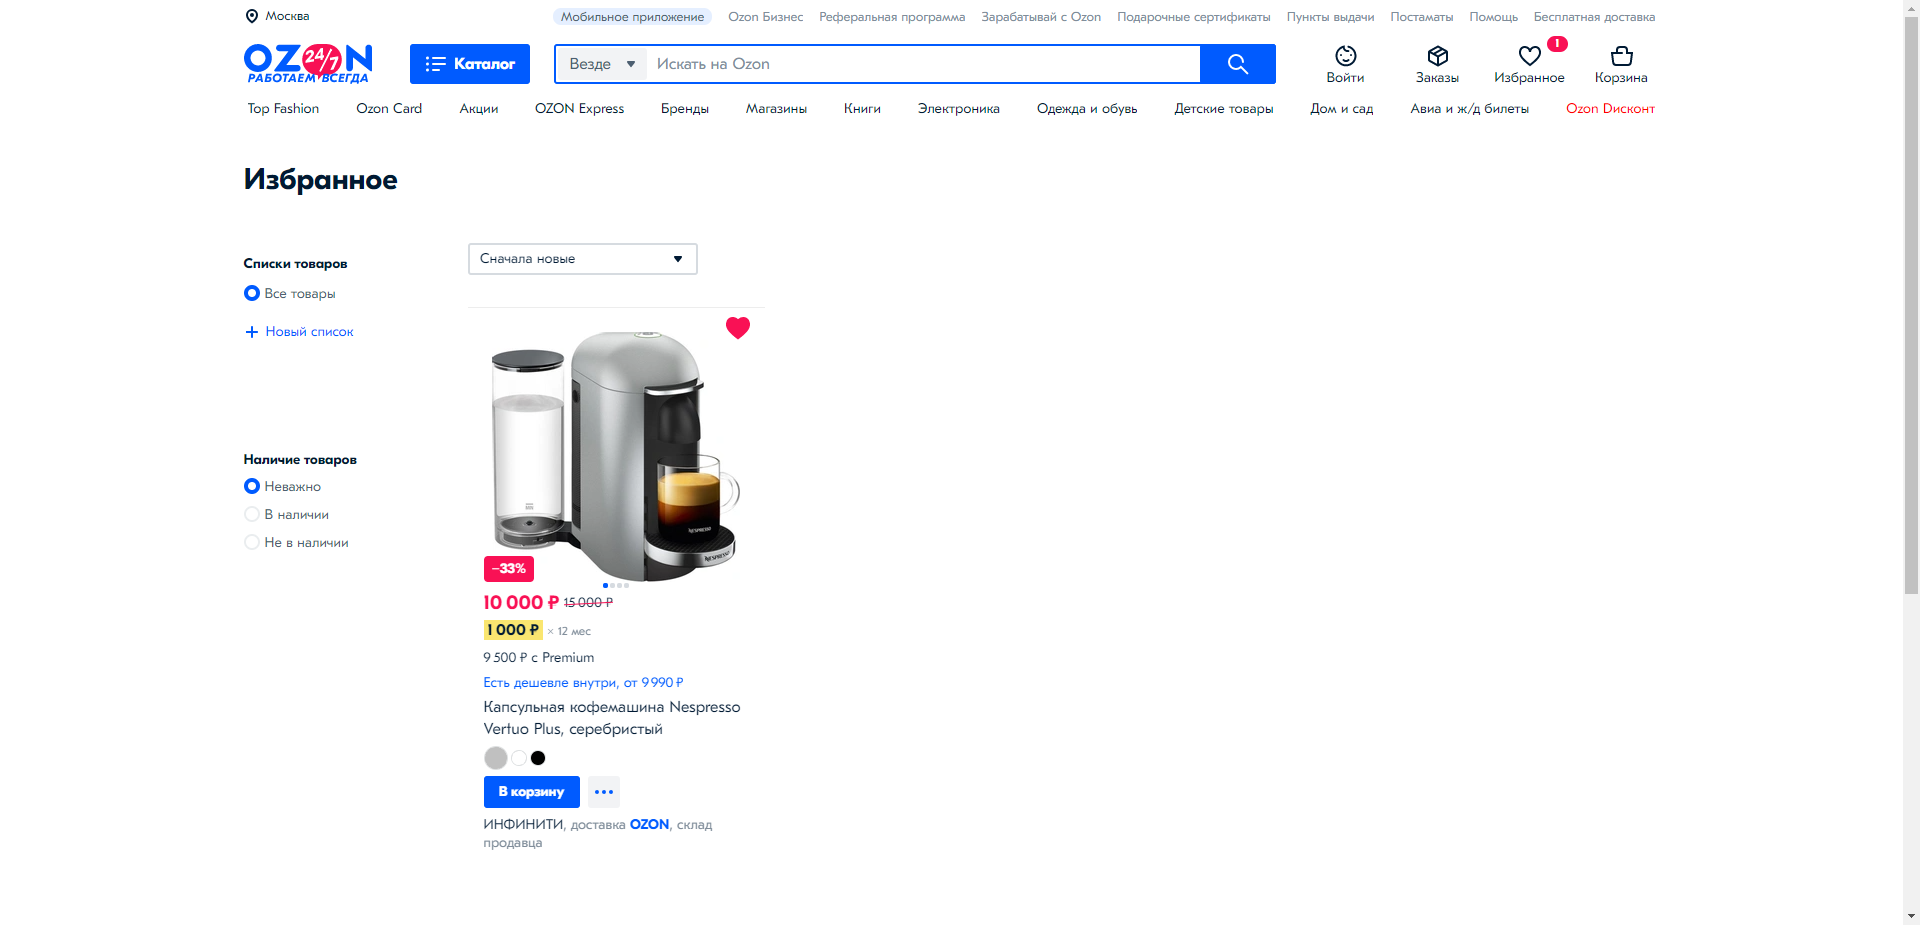 Москва
Мобильное приложение Ozon Бизнес Реферальная программа Зарабатывай с Ozon Подарочные сертификаты Пункты выдачи Постаматы Помощь Бесплатная доставка
OZON 24/7
РАБОТАЕМ ВСЕГДА
Каталог
Везде Искать на Ozon
1
Войти Заказы Избранное Корзина
Top Fashion Ozon Card Акции OZON Express Бренды Магазины Книги Электроника Одежда и обувь Детские товары Дом и сад Авиа и ж/д билеты Ozon Dисконт
Избранное
Списки товаров
Все товары
Новый список
Наличие товаров
Неважно
В наличии
Не в наличии
Сначала новые
NESPRESSO
NESPRESSO
−33%
10 000 ₽ 15 000 ₽
1 000 ₽ × 12 мес
9 500 ₽ с Premium
Есть дешевле внутри, от 9 990 ₽
Капсульная кофемашина Nespresso
Vertuo Plus, серебристый
В корзину
ИНФИНИТИ, доставка OZON, склад
продавца